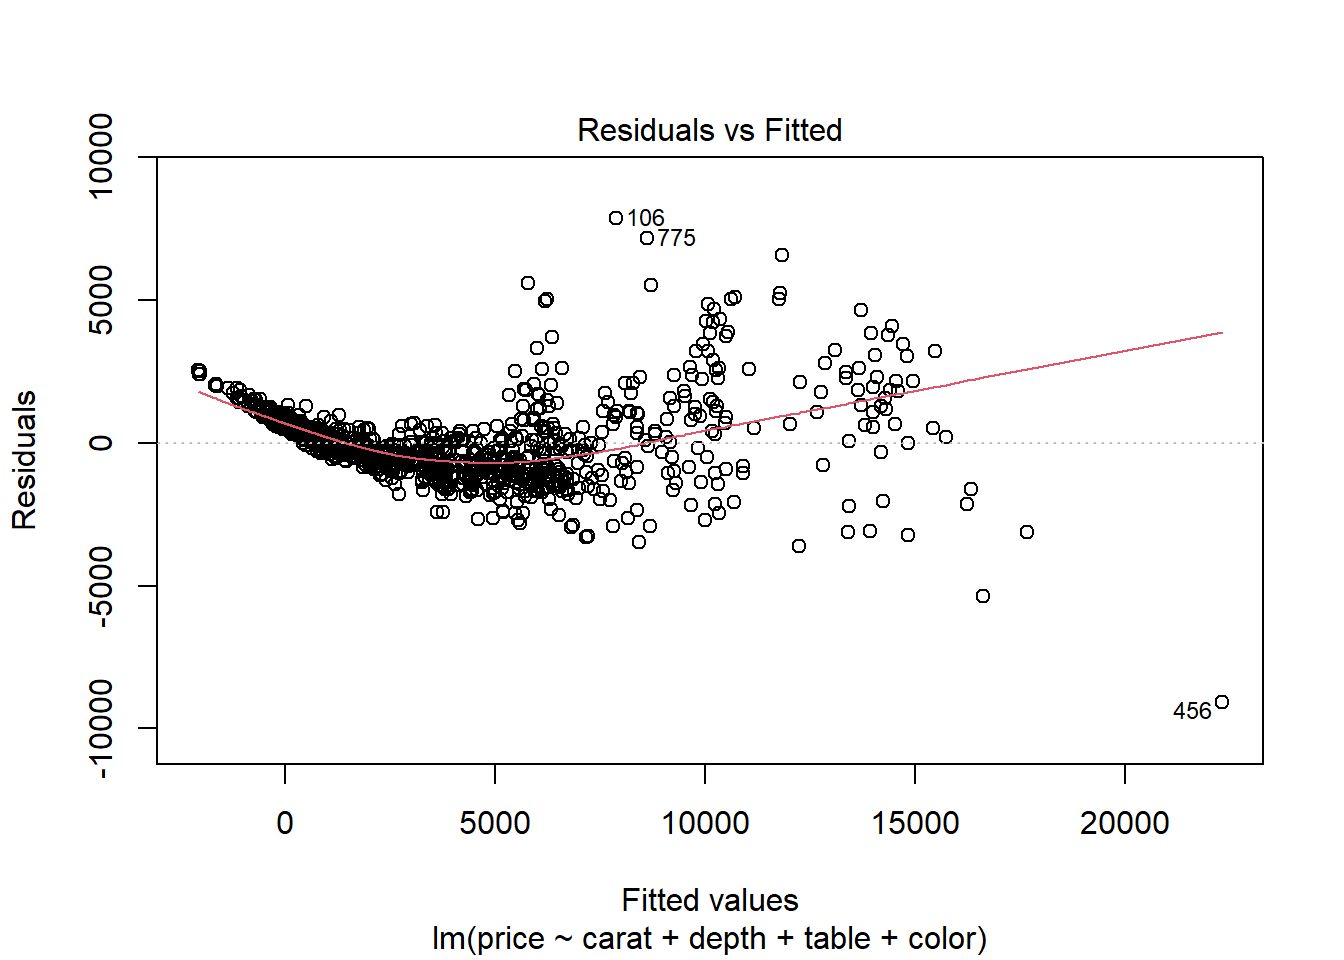 Residuals vs Fitted
Residuals
10000
5000
0
-5000
-10000
106
775
456
0 5000 10000 15000 20000
Fitted values
lm(price ~ carat + depth + table + color)